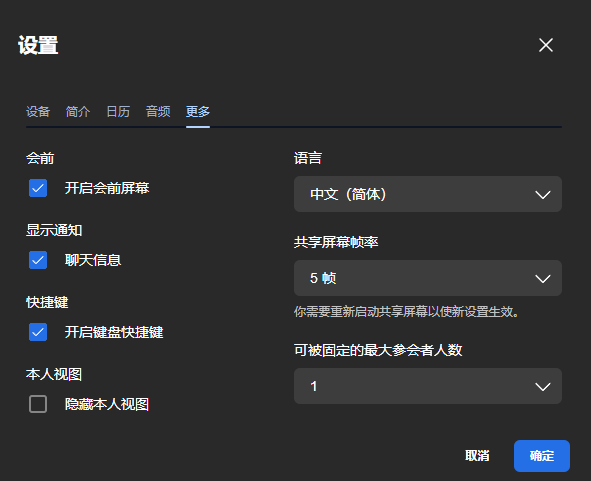 设置
设备 简介 日历 音频 更多
会前
开启会前屏幕
显示通知
聊天信息
快捷键
开启键盘快捷键
本人视图
隐藏本人视图
语言
中文（简体）
共享屏幕帧率
5 帧
你需要重新启动共享屏幕以使新设置生效。
可被固定的最大参会者人数
1
取消 确定